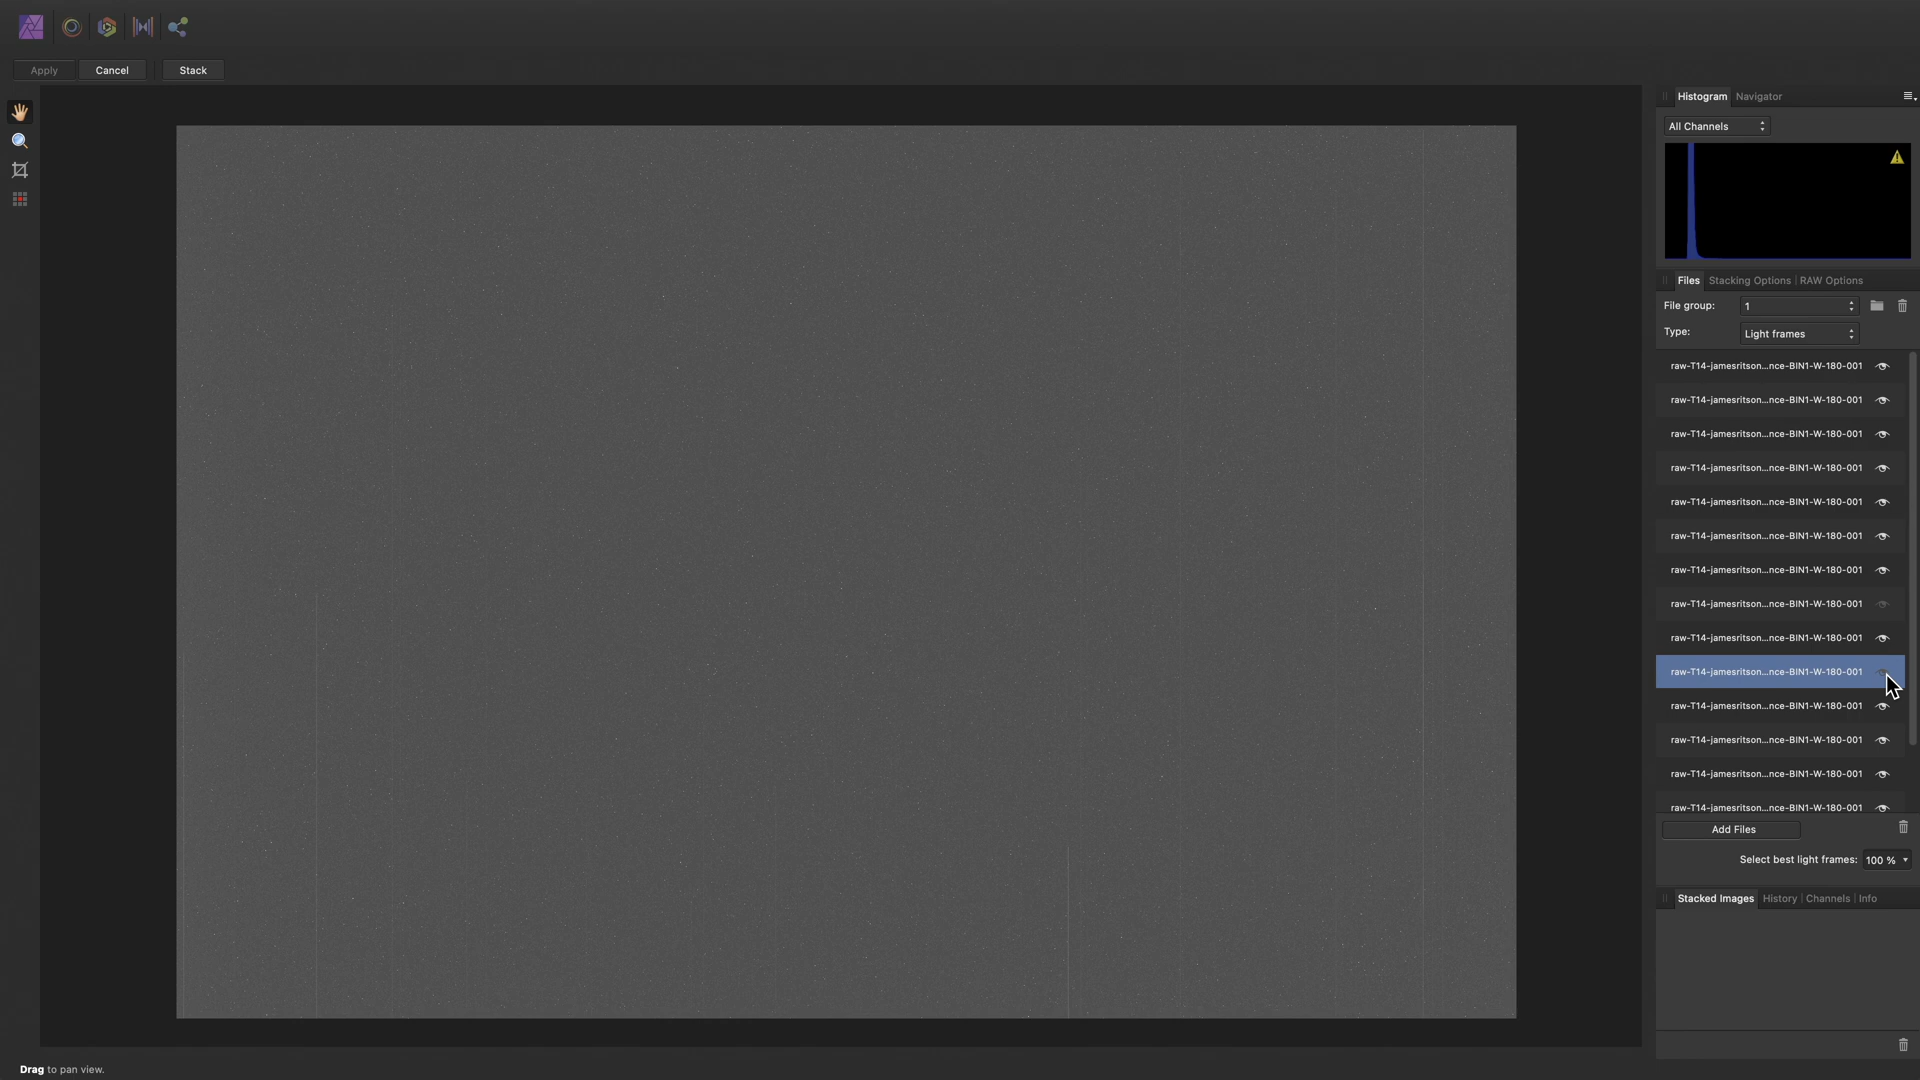 Apply Cancel Stack
Histogram Navigator
All Channels
Files Stacking Options RAW Options
File group: 1
Type: Light frames
raw-T14-jamesritson...nce-BIN1-W-180-001
raw-T14-jamesritson...nce-BIN1-W-180-001
raw-T14-jamesritson...nce-BIN1-W-180-001
raw-T14-jamesritson...nce-BIN1-W-180-001
raw-T14-jamesritson...nce-BIN1-W-180-001
raw-T14-jamesritson...nce-BIN1-W-180-001
raw-T14-jamesritson...nce-BIN1-W-180-001
raw-T14-jamesritson...nce-BIN1-W-180-001
raw-T14-jamesritson...nce-BIN1-W-180-001
raw-T14-jamesritson...nce-BIN1-W-180-001
raw-T14-jamesritson...nce-BIN1-W-180-001
raw-T14-jamesritson...nce-BIN1-W-180-001
raw-T14-jamesritson...nce-BIN1-W-180-001
raw-T14-jamesritson...nce-BIN1-W-180-001
Add Files
Select best light frames: 100 %
Stacked Images History Channels Info
Drag to pan view.